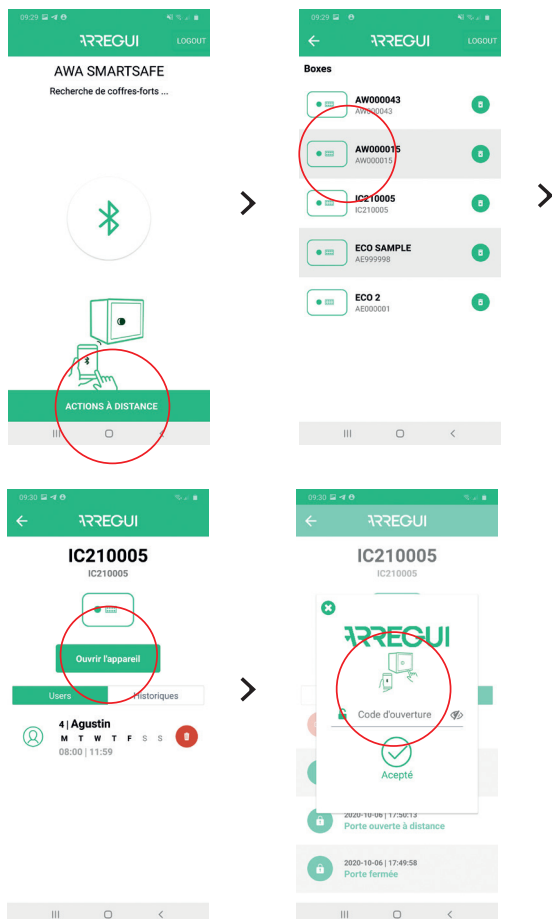 09:29
ARREGUI
LOGOUT
AWA SMARTSAFE
Recherche de coffres-forts ...
ACTIONS À DISTANCE
09:29
ARREGUI
LOGOUT
Boxes
AW000043
AW000043
AW000015
AW000015
IC210005
IC210005
ECO SAMPLE
AE999998
ECO 2
AE000001
09:30
ARREGUI
IC210005
IC210005
Ouvrir l'appareil
Users
Historiques
4 | Agustin
M T W T F S S
08:00 | 11:59
09:30
ARREGUI
IC210005
IC210005
ARREGUI
Code d'ouverture
Acepté
2020-10-06 | 17:50:13
Porte ouverte à distance
2020-10-06 | 17:49:58
Porte fermée